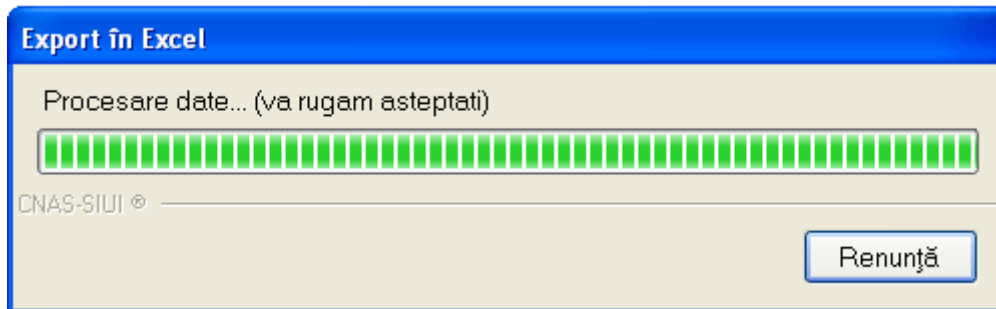 Export în Excel
Procesare date... (va rugam asteptati)
CNAS-SIUI ®
Renunţă